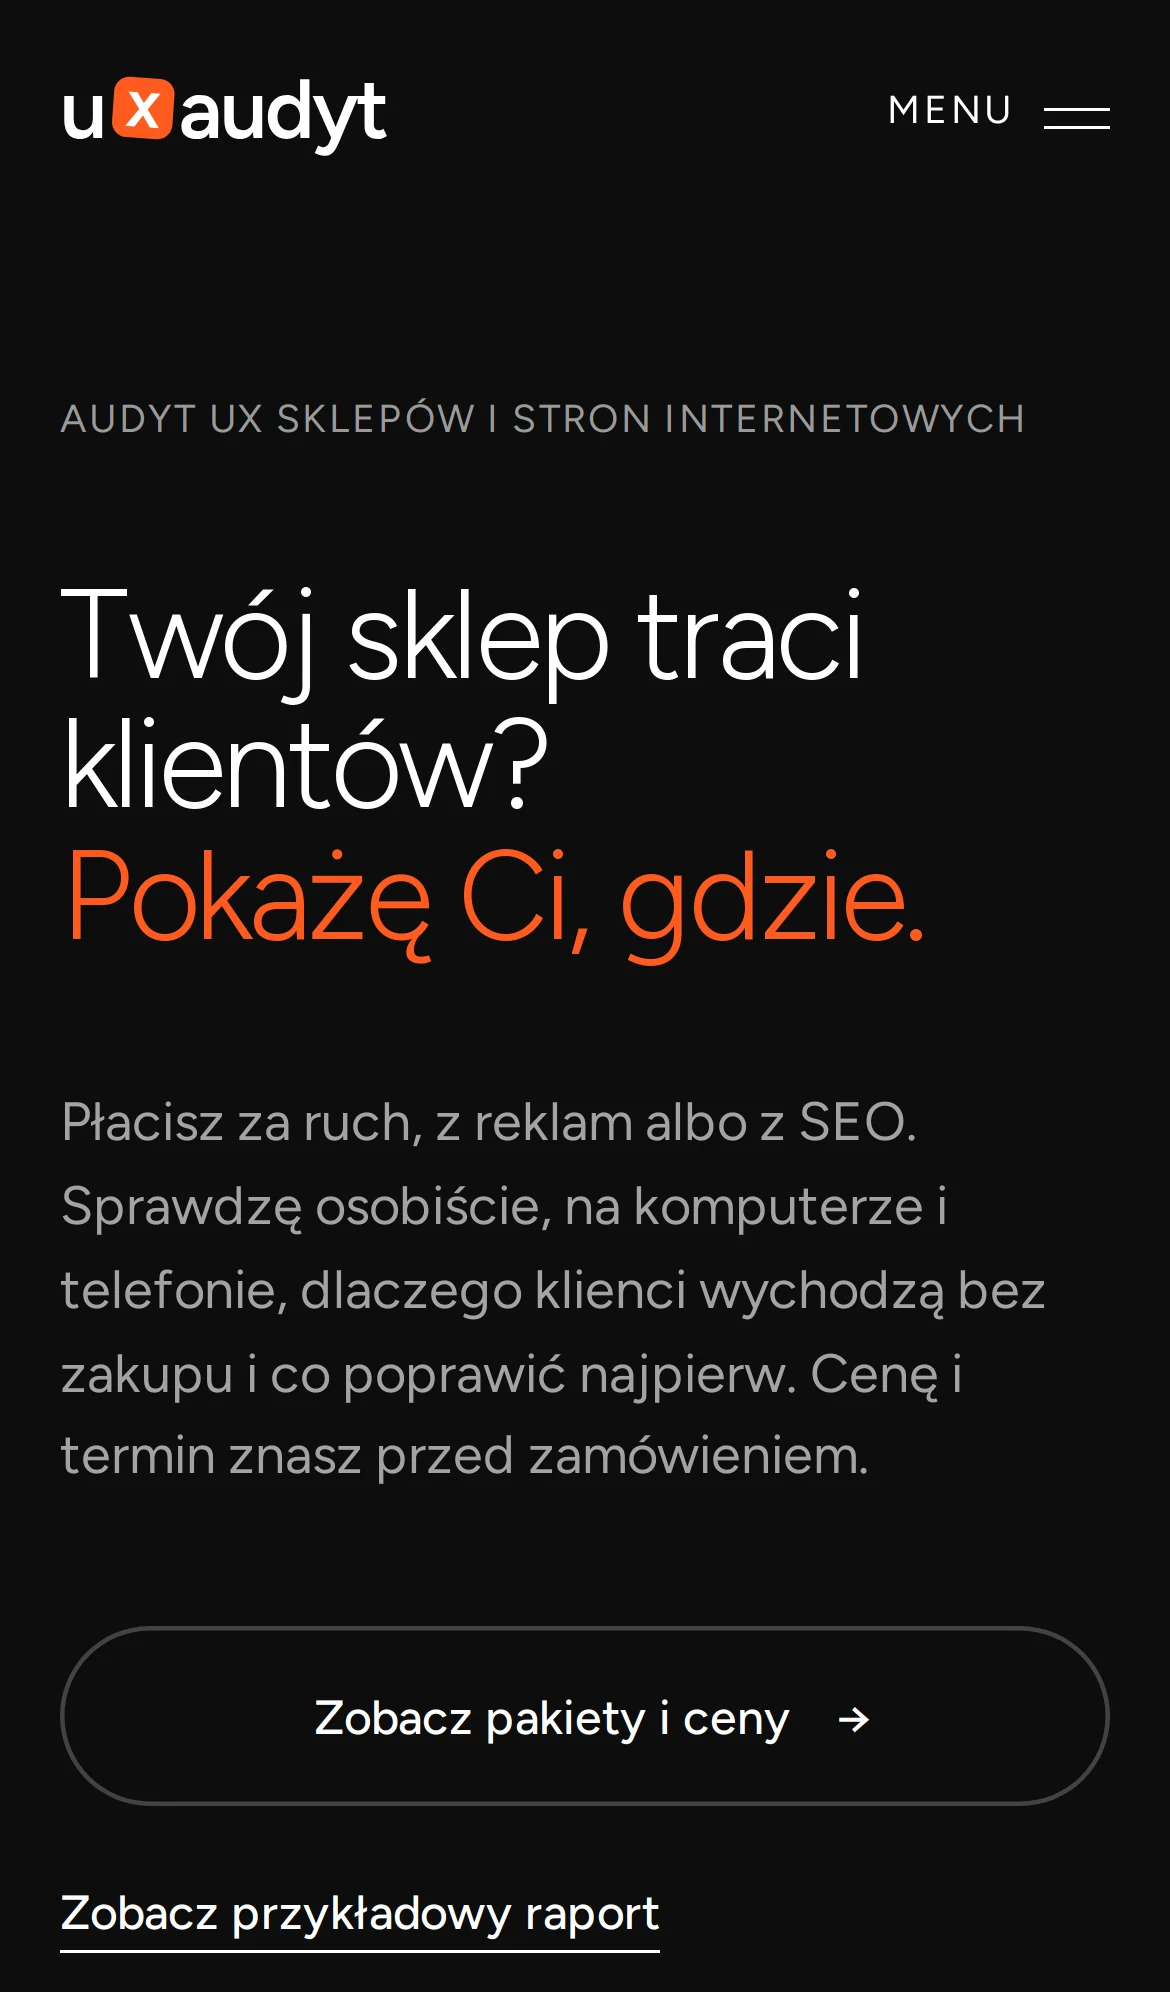 uxaudyt
MENU
AUDYT UX SKLEPÓW I STRON INTERNETOWYCH
Twój sklep traci
klientów?
Pokażę Ci, gdzie.
Płacisz za ruch, z reklam albo z SEO.
Sprawdzę osobiście, na komputerze i
telefonie, dlaczego klienci wychodzą bez
zakupu i co poprawić najpierw. Cenę i
termin znasz przed zamówieniem.
Zobacz pakiety i ceny →
Zobacz przykładowy raport